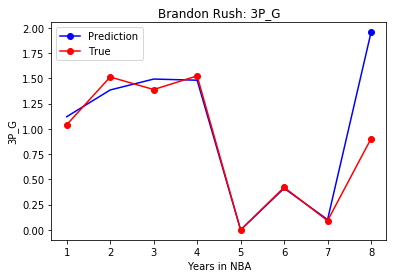 Brandon Rush: 3P_G
Prediction
True
2.00
1.75
1.50
1.25
1.00
0.75
0.50
0.25
0.00
3P_G
1 2 3 4 5 6 7 8
Years in NBA